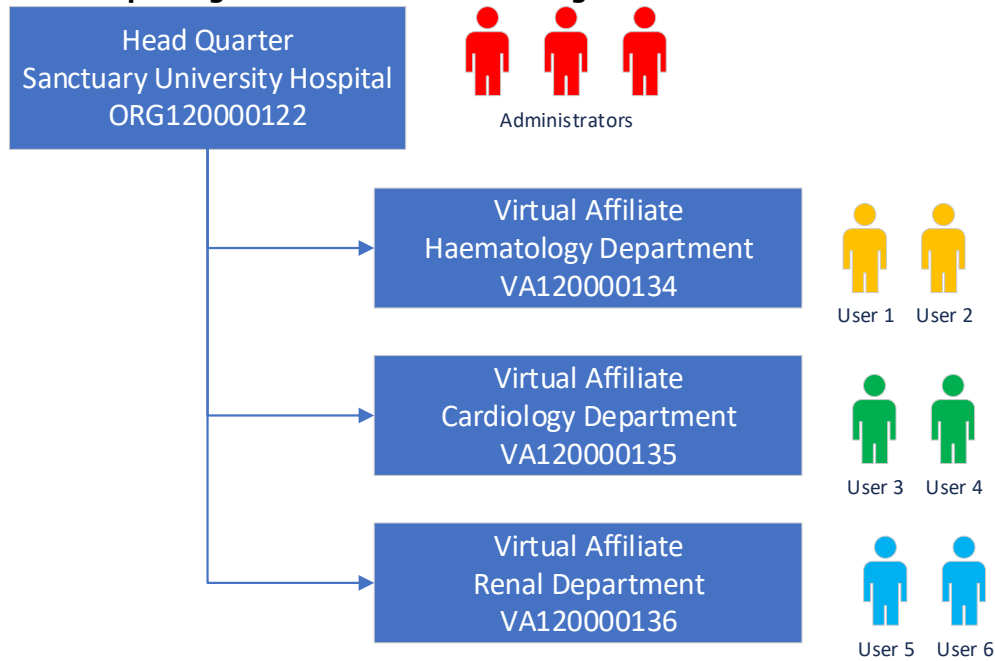 Head Quarter
Sanctuary University Hospital
ORG120000122
Administrators
Virtual Affiliate
Haematology Department
VA120000134
User 1 User 2
Virtual Affiliate
Cardiology Department
VA120000135
User 3 User 4
Virtual Affiliate
Renal Department
VA120000136
User 5 User 6